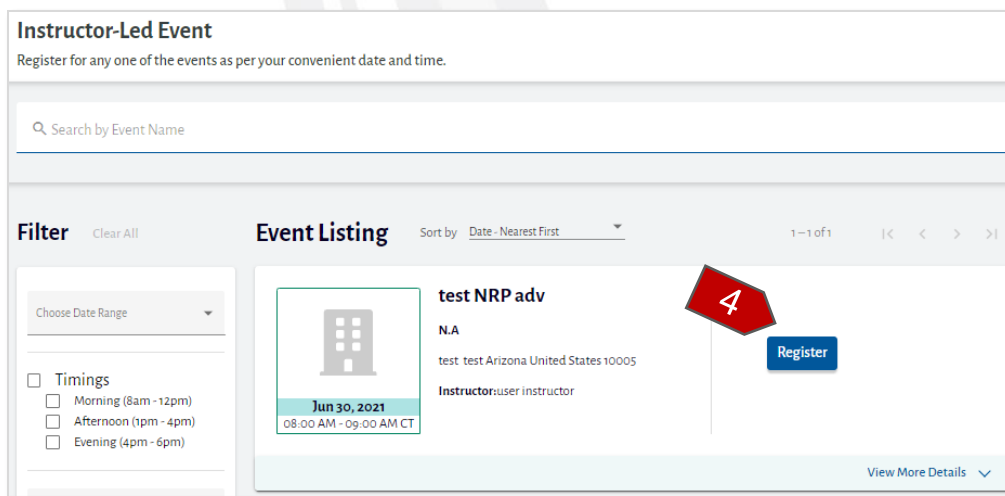 Instructor-Led Event
Register for any one of the events as per your convenient date and time.
Search by Event Name
Filter
Clear All
Event Listing
Sort by Date - Nearest First
1 – 1 of 1
Choose Date Range
Timings
Morning (8am - 12pm)
Afternoon (1pm - 4pm)
Evening (4pm - 6pm)
Jun 30, 2021
08:00 AM - 09:00 AM CT
test NRP adv
N.A
test test Arizona United States 10005
Instructor:user instructor
4
Register
View More Details